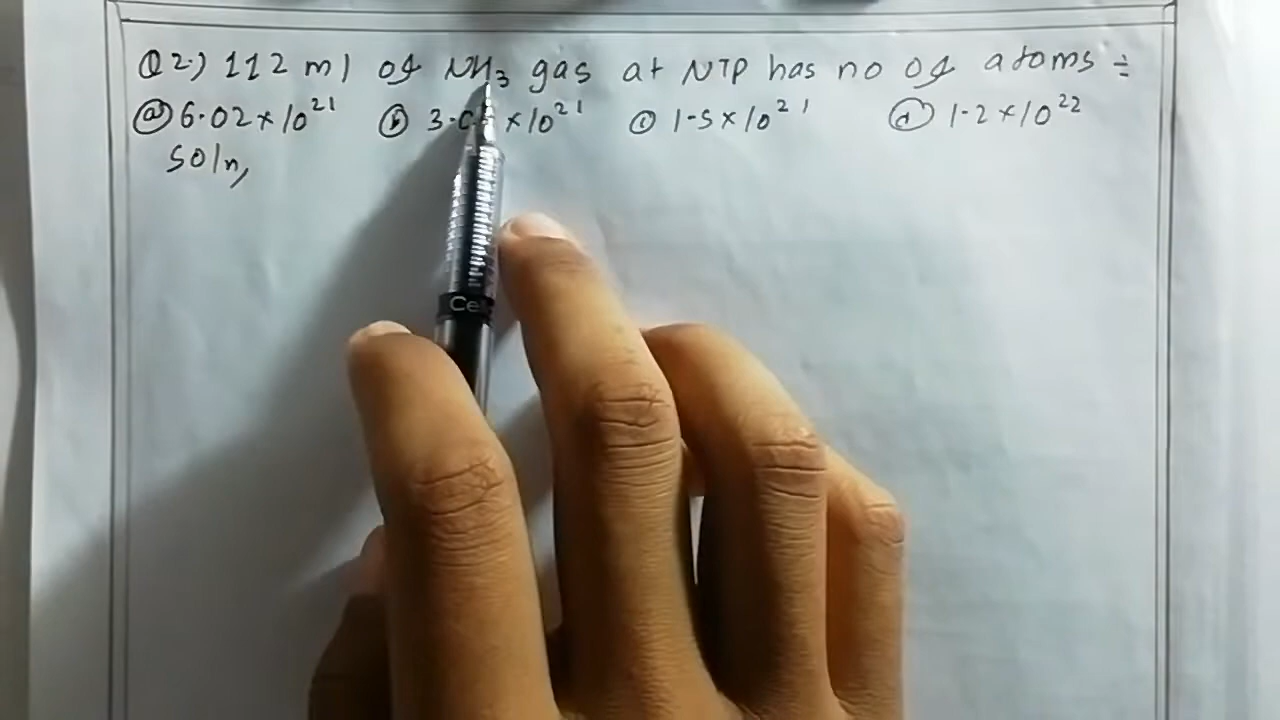 Q2.) 112 ml of NH3 gas at NTP has no of atoms ÷
(a) 6.02 × 10^21 (b) × 10^21 (c) 1.5 × 10^21 (d) 1.2 × 10^22
Soln,